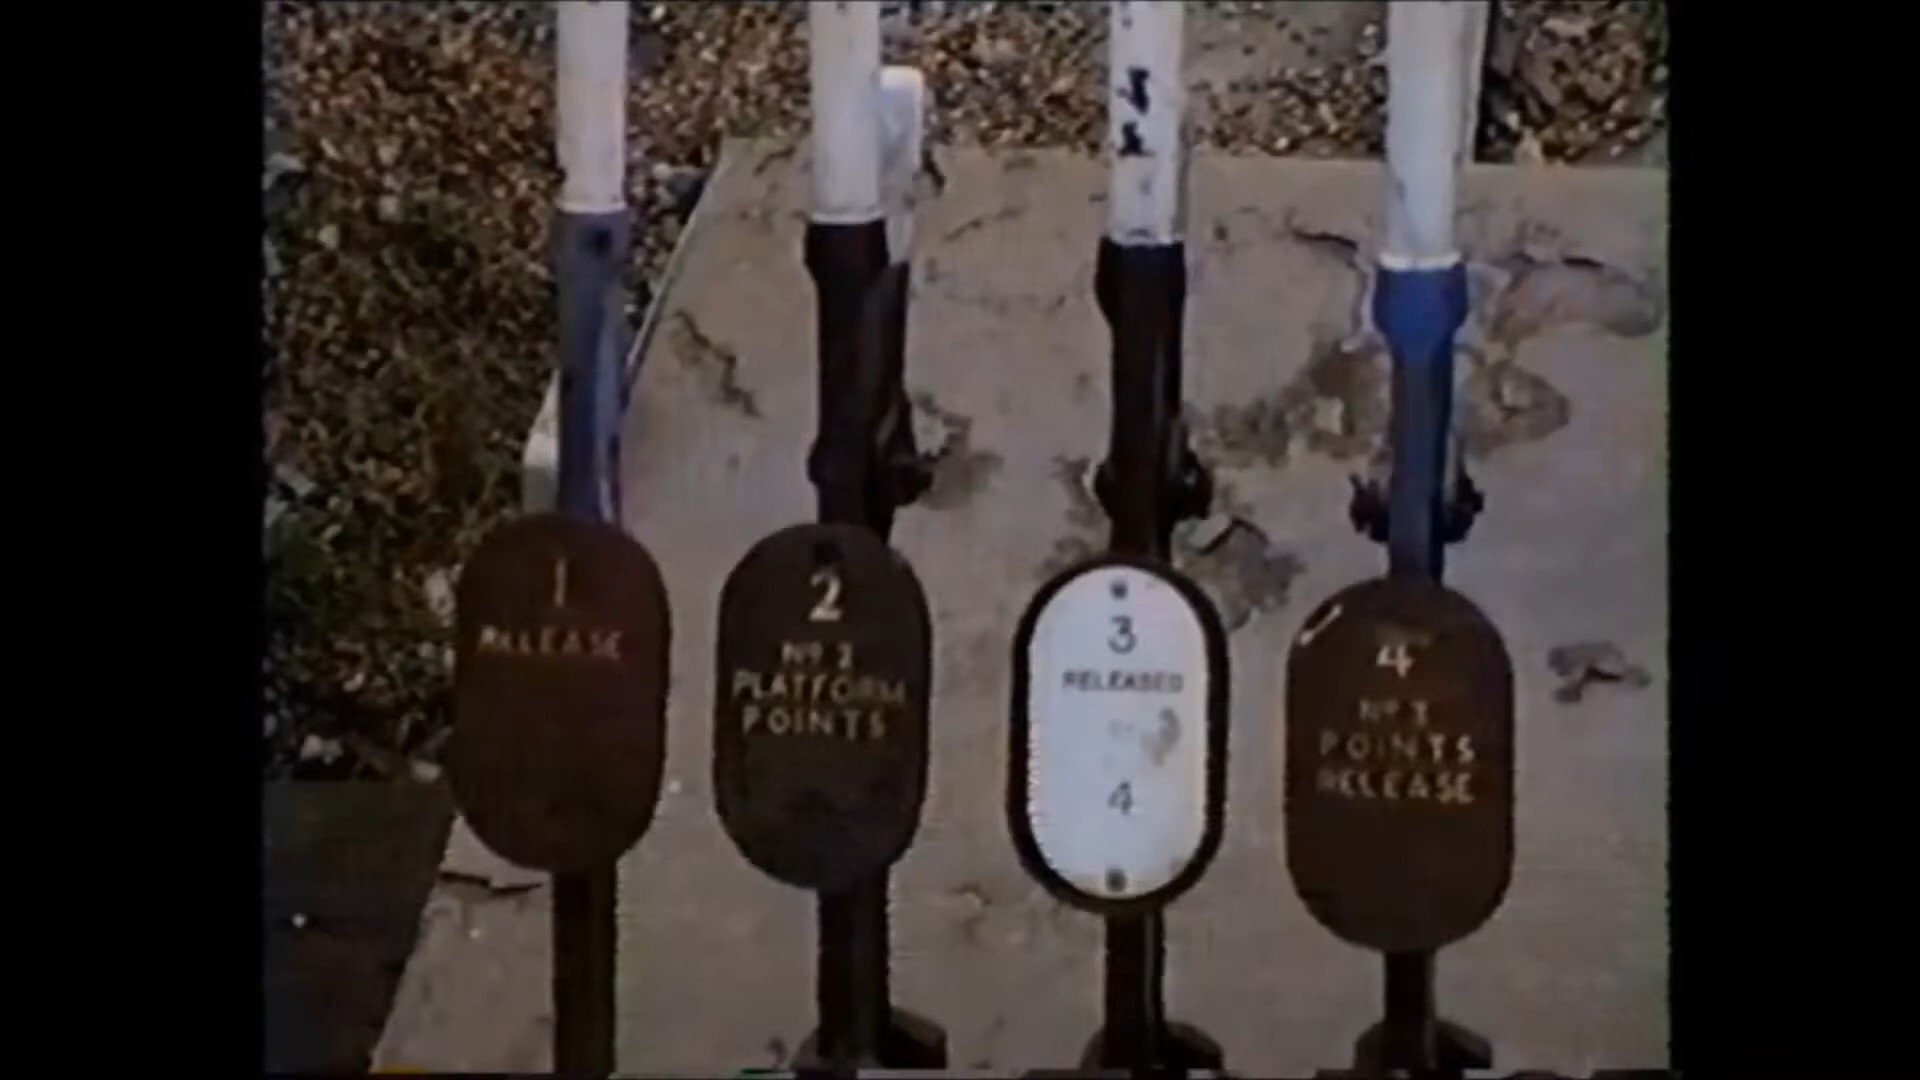 1
RELEASE
2
Nº 2
PLATFORM
POINTS
3
RELEASED
4
4
Nº 3
POINTS
RELEASE